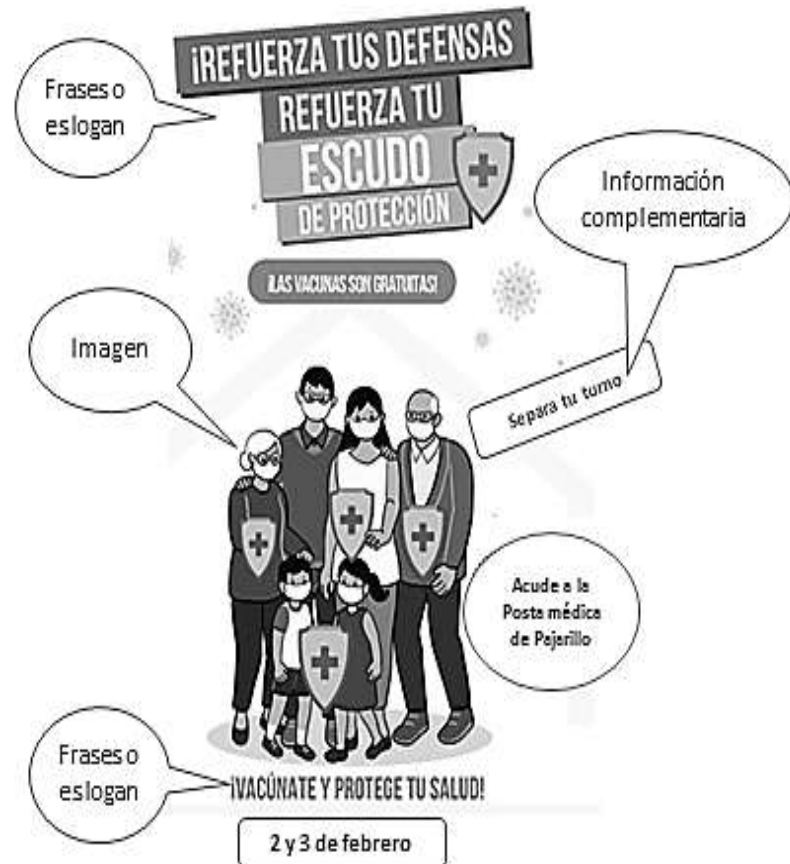 ¡REFUERZA TUS DEFENSAS
REFUERZA TU
ESCUDO
DE PROTECCIÓN
Frases o
eslogan
Información
complementaria
¡LAS VACUNAS SON GRATUITAS!
Imagen
Separa tu turno
Acude a la
Posta médica
de Pajarillo
Frases o
eslogan
¡VACÚNATE Y PROTEGE TU SALUD!
2 y 3 de febrero